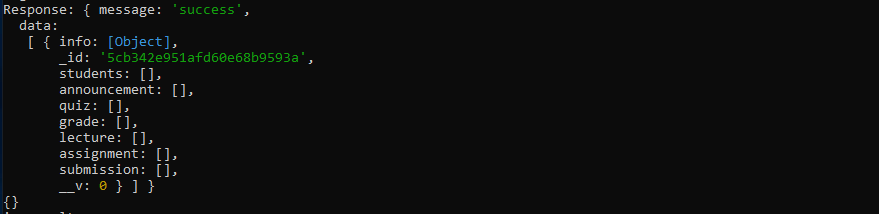 Response: { message: 'success',
  data:
   [ { info: [Object],
       _id: '5cb342e951afd60e68b9593a',
       students: [],
       announcement: [],
       quiz: [],
       grade: [],
       lecture: [],
       assignment: [],
       submission: [],
       __v: 0 } ] }
{}